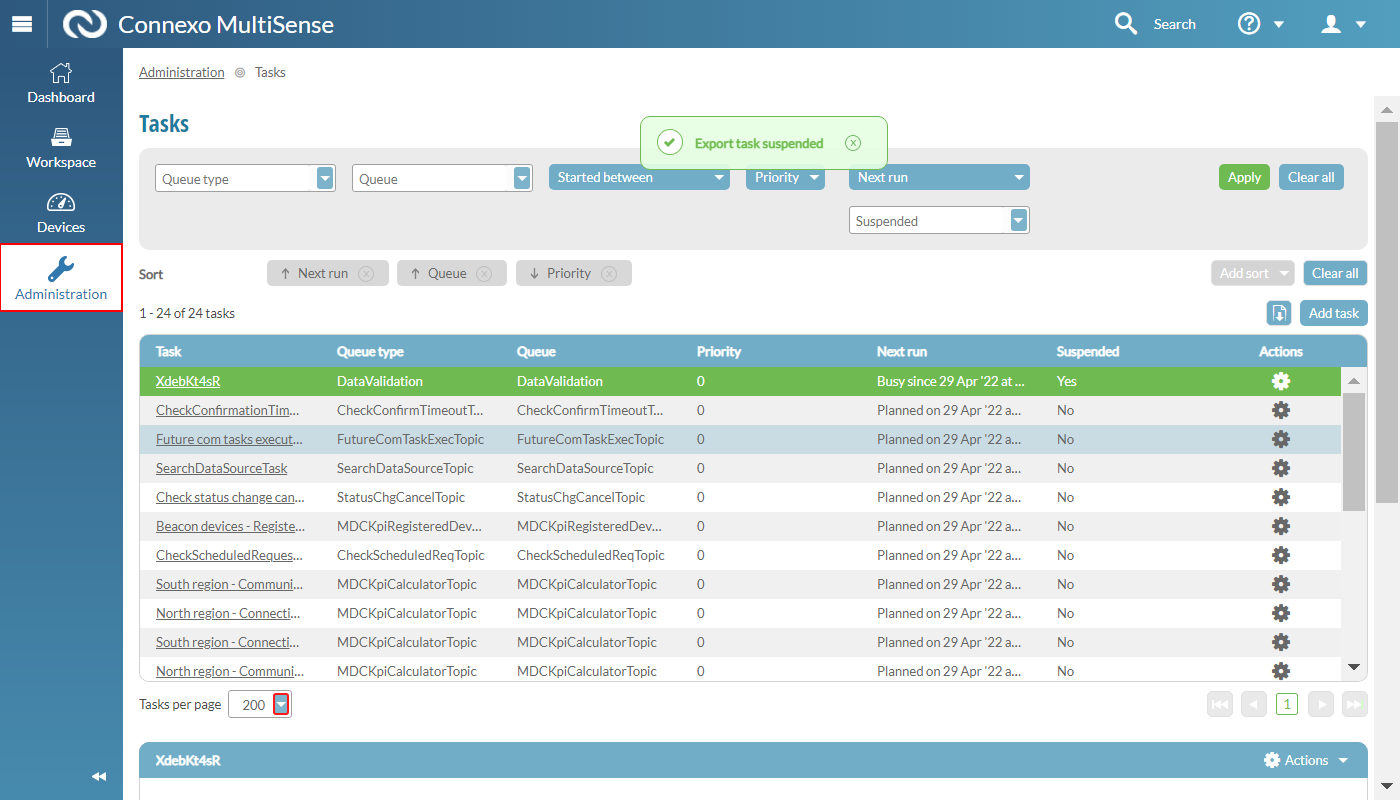 Connexo MultiSense
Search
Dashboard
Workspace
Devices
Administration
Administration Tasks
Tasks
Export task suspended
Queue type Queue Started between Priority Next run Apply Clear all
Suspended
Sort Next run Queue Priority Add sort Clear all
1 - 24 of 24 tasks Add task
Task Queue type Queue Priority Next run Suspended Actions
XdebKt4sR DataValidation DataValidation 0 Busy since 29 Apr '22 at ... Yes
CheckConfirmationTim... CheckConfirmTimeoutT... CheckConfirmTimeoutT... 0 Planned on 29 Apr '22 a... No
Future com tasks execut... FutureComTaskExecTopic FutureComTaskExecTopic 0 Planned on 29 Apr '22 a... No
SearchDataSourceTask SearchDataSourceTopic SearchDataSourceTopic 0 Planned on 29 Apr '22 a... No
Check status change can... StatusChgCancelTopic StatusChgCancelTopic 0 Planned on 29 Apr '22 a... No
Beacon devices - Registe... MDCKpiRegisteredDev... MDCKpiRegisteredDev... 0 Planned on 29 Apr '22 a... No
CheckScheduledReques... CheckScheduledReqTopic CheckScheduledReqTopic 0 Planned on 29 Apr '22 a... No
South region - Communi... MDCKpiCalculatorTopic MDCKpiCalculatorTopic 0 Planned on 29 Apr '22 a... No
North region - Connecti... MDCKpiCalculatorTopic MDCKpiCalculatorTopic 0 Planned on 29 Apr '22 a... No
South region - Connecti... MDCKpiCalculatorTopic MDCKpiCalculatorTopic 0 Planned on 29 Apr '22 a... No
North region - Communi... MDCKpiCalculatorTopic MDCKpiCalculatorTopic 0 Planned on 29 Apr '22 a... No
Tasks per page 200 1
XdebKt4sR Actions